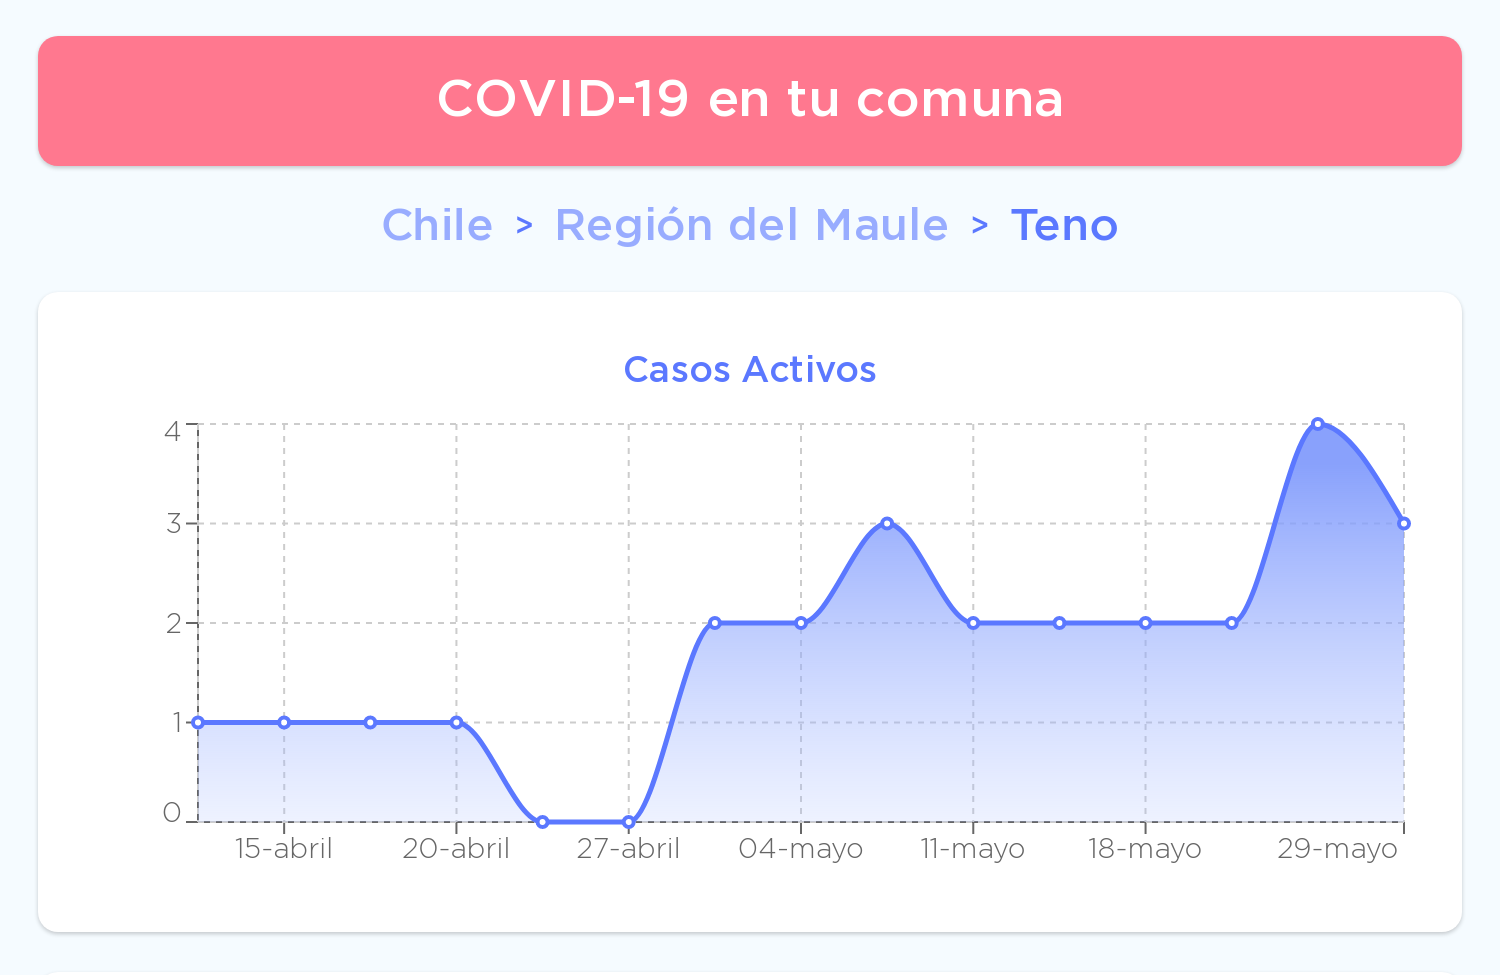 COVID-19 en tu comuna
Chile > Región del Maule > Teno
Casos Activos
4
3
2
1
0
15-abril 20-abril 27-abril 04-mayo 11-mayo 18-mayo 29-mayo